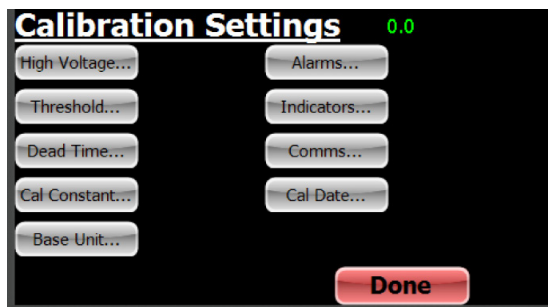 Calibration Settings 0.0
High Voltage... Alarms...
Threshold... Indicators...
Dead Time... Comms...
Cal Constant... Cal Date...
Base Unit...
Done